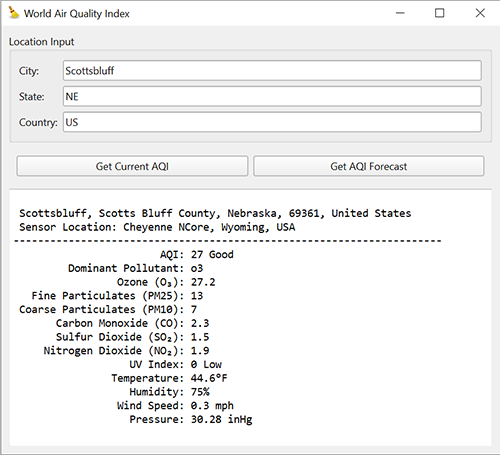 World Air Quality Index
Location Input
City: Scottsbluff
State: NE
Country: US
Get Current AQI Get AQI Forecast
Scottsbluff, Scotts Bluff County, Nebraska, 69361, United States
Sensor Location: Cheyenne NCore, Wyoming, USA
--------------------------------------------------------------------
AQI: 27 Good
Dominant Pollutant: o3
Ozone (O₃): 27.2
Fine Particulates (PM25): 13
Coarse Particulates (PM10): 7
Carbon Monoxide (CO): 2.3
Sulfur Dioxide (SO₂): 1.5
Nitrogen Dioxide (NO₂): 1.9
UV Index: 0 Low
Temperature: 44.6°F
Humidity: 75%
Wind Speed: 0.3 mph
Pressure: 30.28 inHg